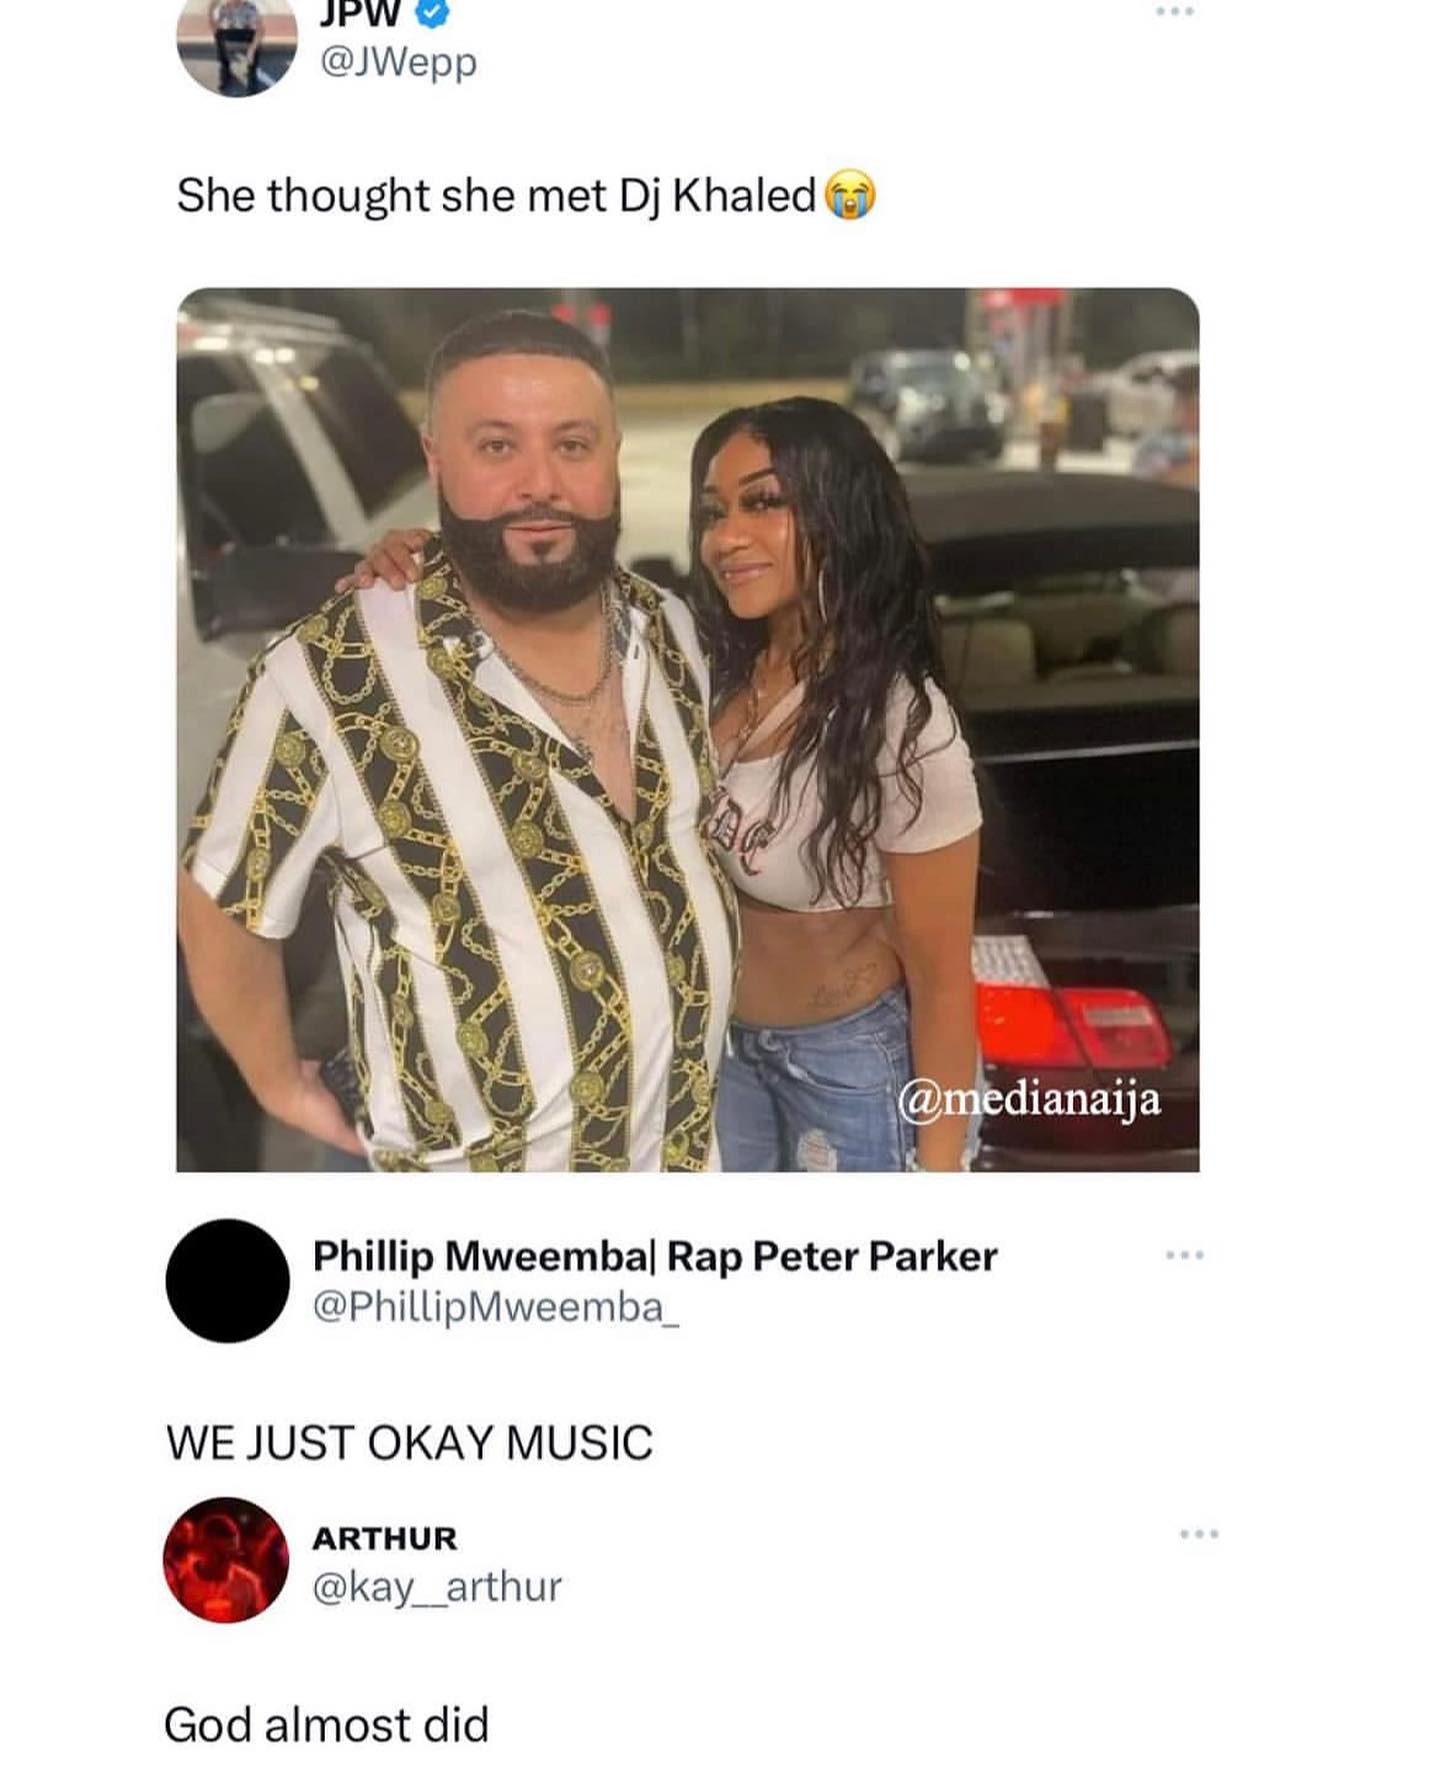 JPW
@JWepp
She thought she met Dj Khaled😭
@medianaija
Phillip Mweemba| Rap Peter Parker
@PhillipMweemba_
WE JUST OKAY MUSIC
ARTHUR
@kay__arthur
God almost did